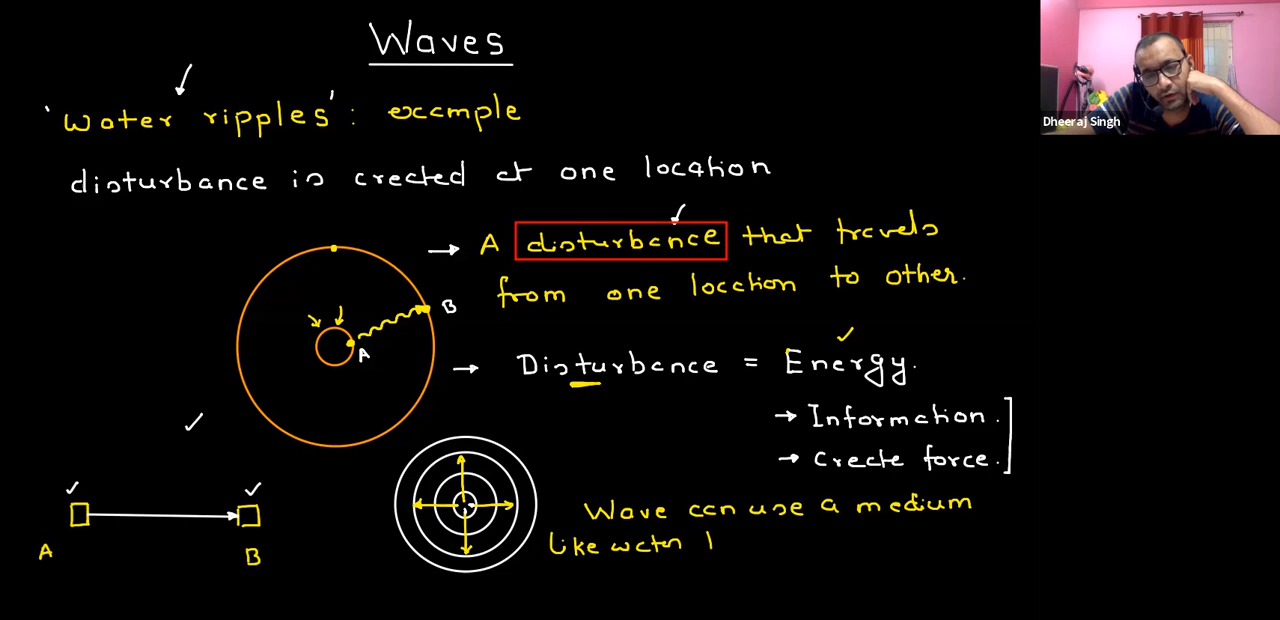 Waves
'Water ripples' : example
disturbance is created at one location
→ A disturbance that travels
from one location to other.
A
B
→ Disturbance = Energy.
→ Information.
→ Create force.
A
B
Wave can use a medium
like water /
Dheeraj Singh